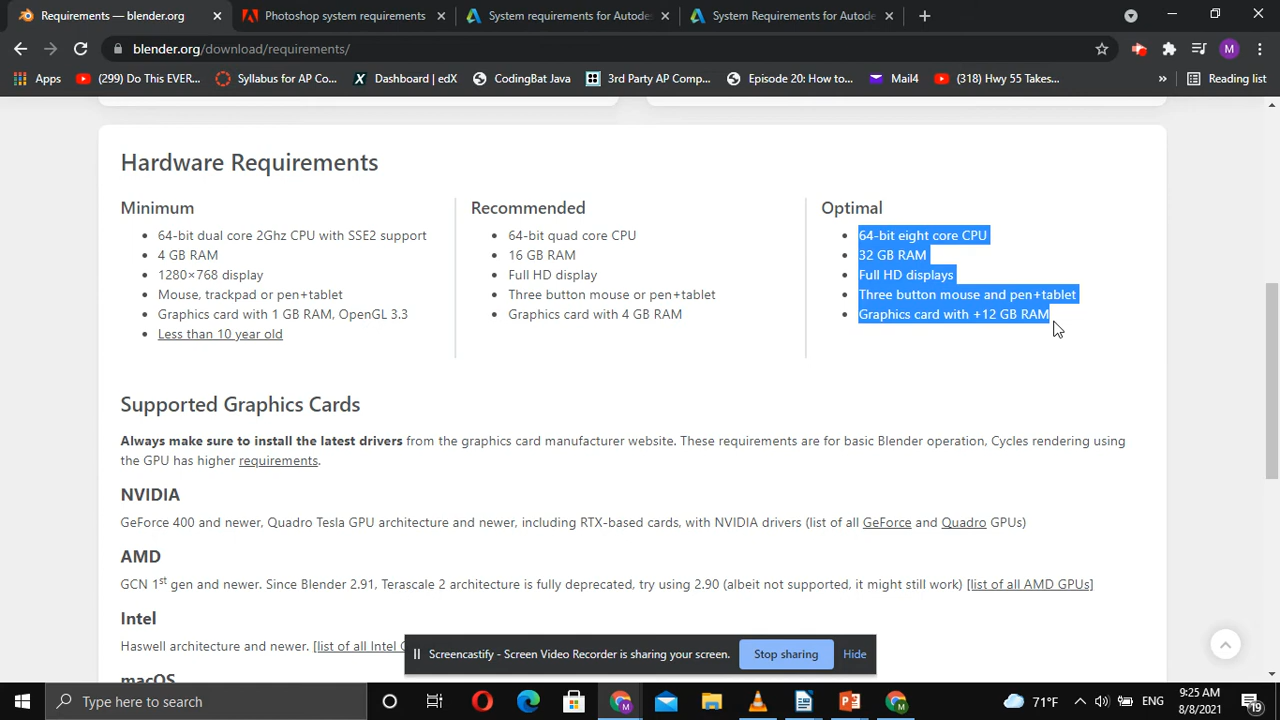 Requirements — blender.org
Photoshop system requirements
System requirements for Autode
System Requirements for Autode
blender.org/download/requirements/
M
Apps
(299) Do This EVER...
Syllabus for AP Co...
Dashboard | edX
CodingBat Java
3rd Party AP Comp...
Episode 20: How to...
Mail4
(318) Hwy 55 Takes...
»
Reading list
Hardware Requirements
Minimum
64-bit dual core 2Ghz CPU with SSE2 support
4 GB RAM
1280×768 display
Mouse, trackpad or pen+tablet
Graphics card with 1 GB RAM, OpenGL 3.3
Less than 10 year old
Recommended
64-bit quad core CPU
16 GB RAM
Full HD display
Three button mouse or pen+tablet
Graphics card with 4 GB RAM
Optimal
64-bit eight core CPU
32 GB RAM
Full HD displays
Three button mouse and pen+tablet
Graphics card with +12 GB RAM
Supported Graphics Cards
Always make sure to install the latest drivers from the graphics card manufacturer website. These requirements are for basic Blender operation, Cycles rendering using
the GPU has higher requirements.
NVIDIA
GeForce 400 and newer, Quadro Tesla GPU architecture and newer, including RTX-based cards, with NVIDIA drivers (list of all GeForce and Quadro GPUs)
AMD
GCN 1st gen and newer. Since Blender 2.91, Terascale 2 architecture is fully deprecated, try using 2.90 (albeit not supported, it might still work) [list of all AMD GPUs]
Intel
Haswell architecture and newer. [list of all Intel
macOS
Screencastify - Screen Video Recorder is sharing your screen.
Stop sharing
Hide
Type here to search
71°F
ENG
9:25 AM
8/8/2021
19